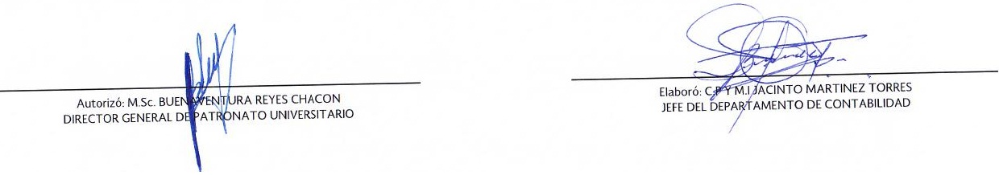 Autorizó: M.Sc. BUENAVENTURA REYES CHACON
DIRECTOR GENERAL DE PATRONATO UNIVERSITARIO
Elaboró: C.P Y M.I JACINTO MARTINEZ TORRES
JEFE DEL DEPARTAMENTO DE CONTABILIDAD